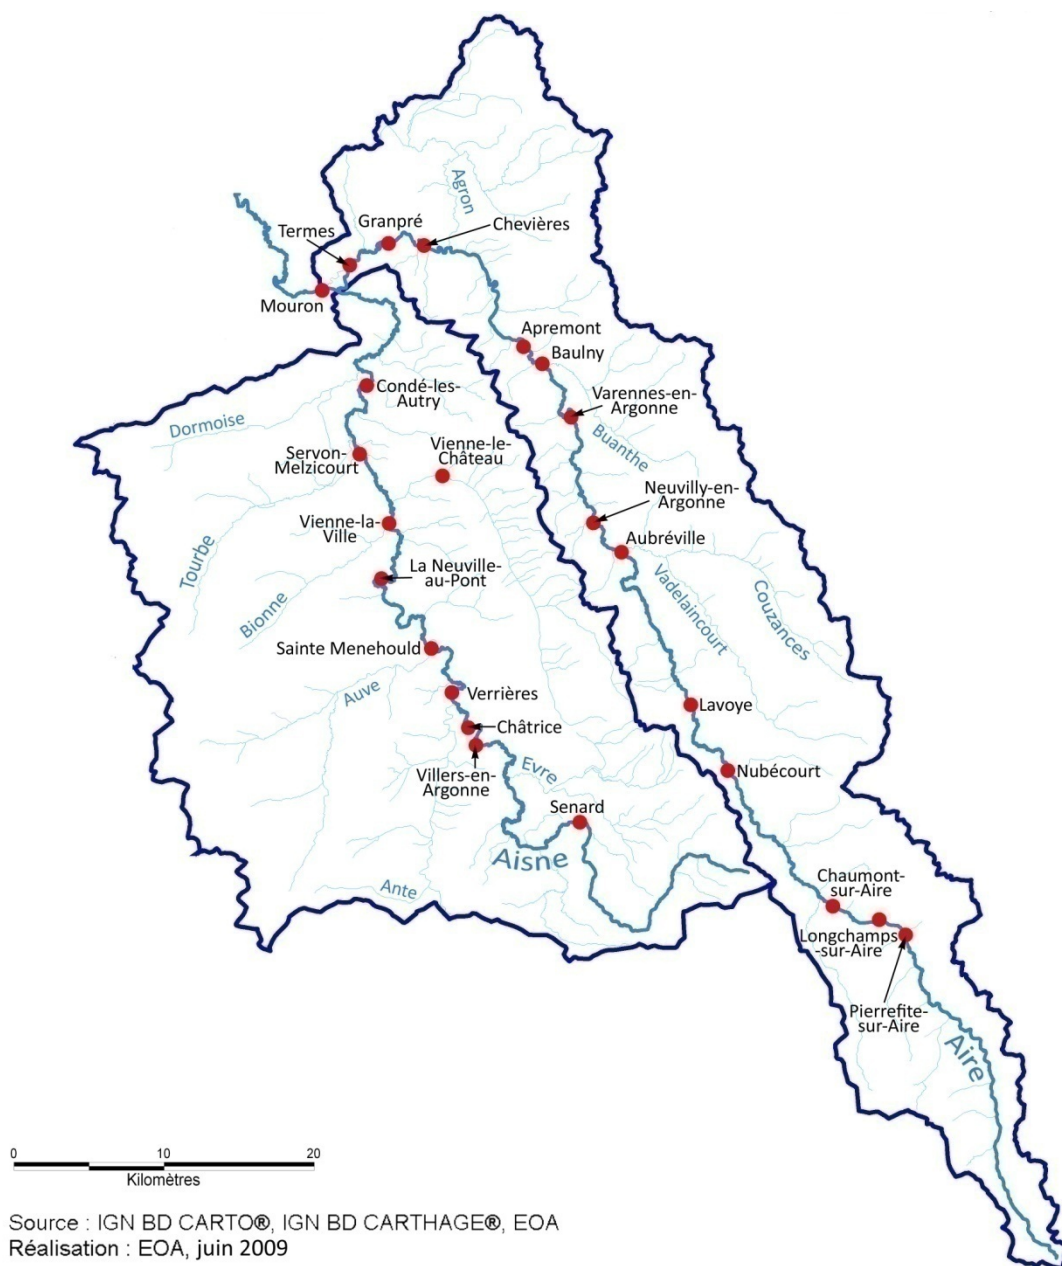 Agron
Granpré
Chevières
Termes
Mouron
Apremont
Baulny
Condé-les-
Autry
Varennes-en-
Argonne
Dormoise
Buanthe
Servon-
Melzicourt
Vienne-le-
Château
Neuvilly-en-
Argonne
Vienne-la-
Ville
Aubréville
Tourbe
La Neuville-
au-Pont
Vadelaincourt
Couzances
Bionne
Sainte Menehould
Auve
Verrières
Lavoye
Châtrice
Villers-en-
Argonne
Evre
Nubécourt
Senard
Aisne
Ante
Chaumont-
sur-Aire
Longchamps
-sur-Aire
Pierrefite-
sur-Aire
Aire
0 10 20
Kilomètres
Source : IGN BD CARTO®, IGN BD CARTHAGE®, EOA
Réalisation : EOA, juin 2009